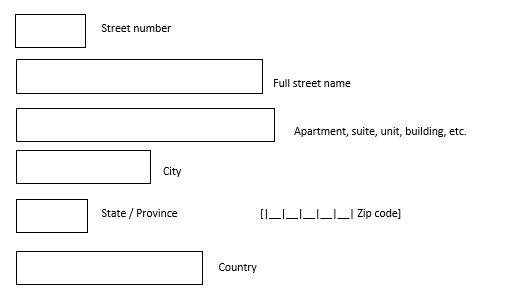 Street number
Full street name
Apartment, suite, unit, building, etc.
City
State / Province [|__|__|__|__|__| Zip code]
Country